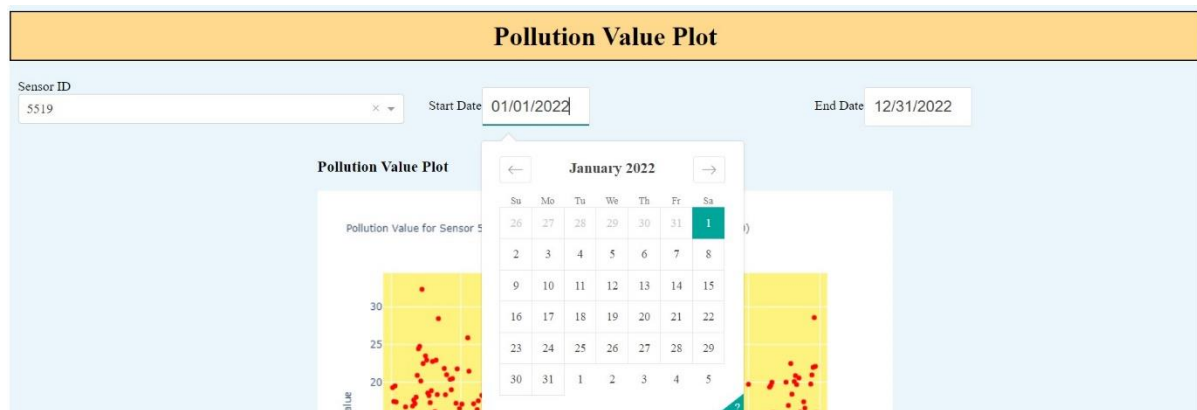 Pollution Value Plot
Sensor ID
5519 ×
Start Date 01/01/2022
End Date 12/31/2022
Pollution Value Plot
← January 2022 →
Su Mo Tu We Th Fr Sa
26 27 28 29 30 31 1
2 3 4 5 6 7 8
9 10 11 12 13 14 15
16 17 18 19 20 21 22
23 24 25 26 27 28 29
30 31 1 2 3 4 5
?
Pollution Value for Sensor 5
30
25
20